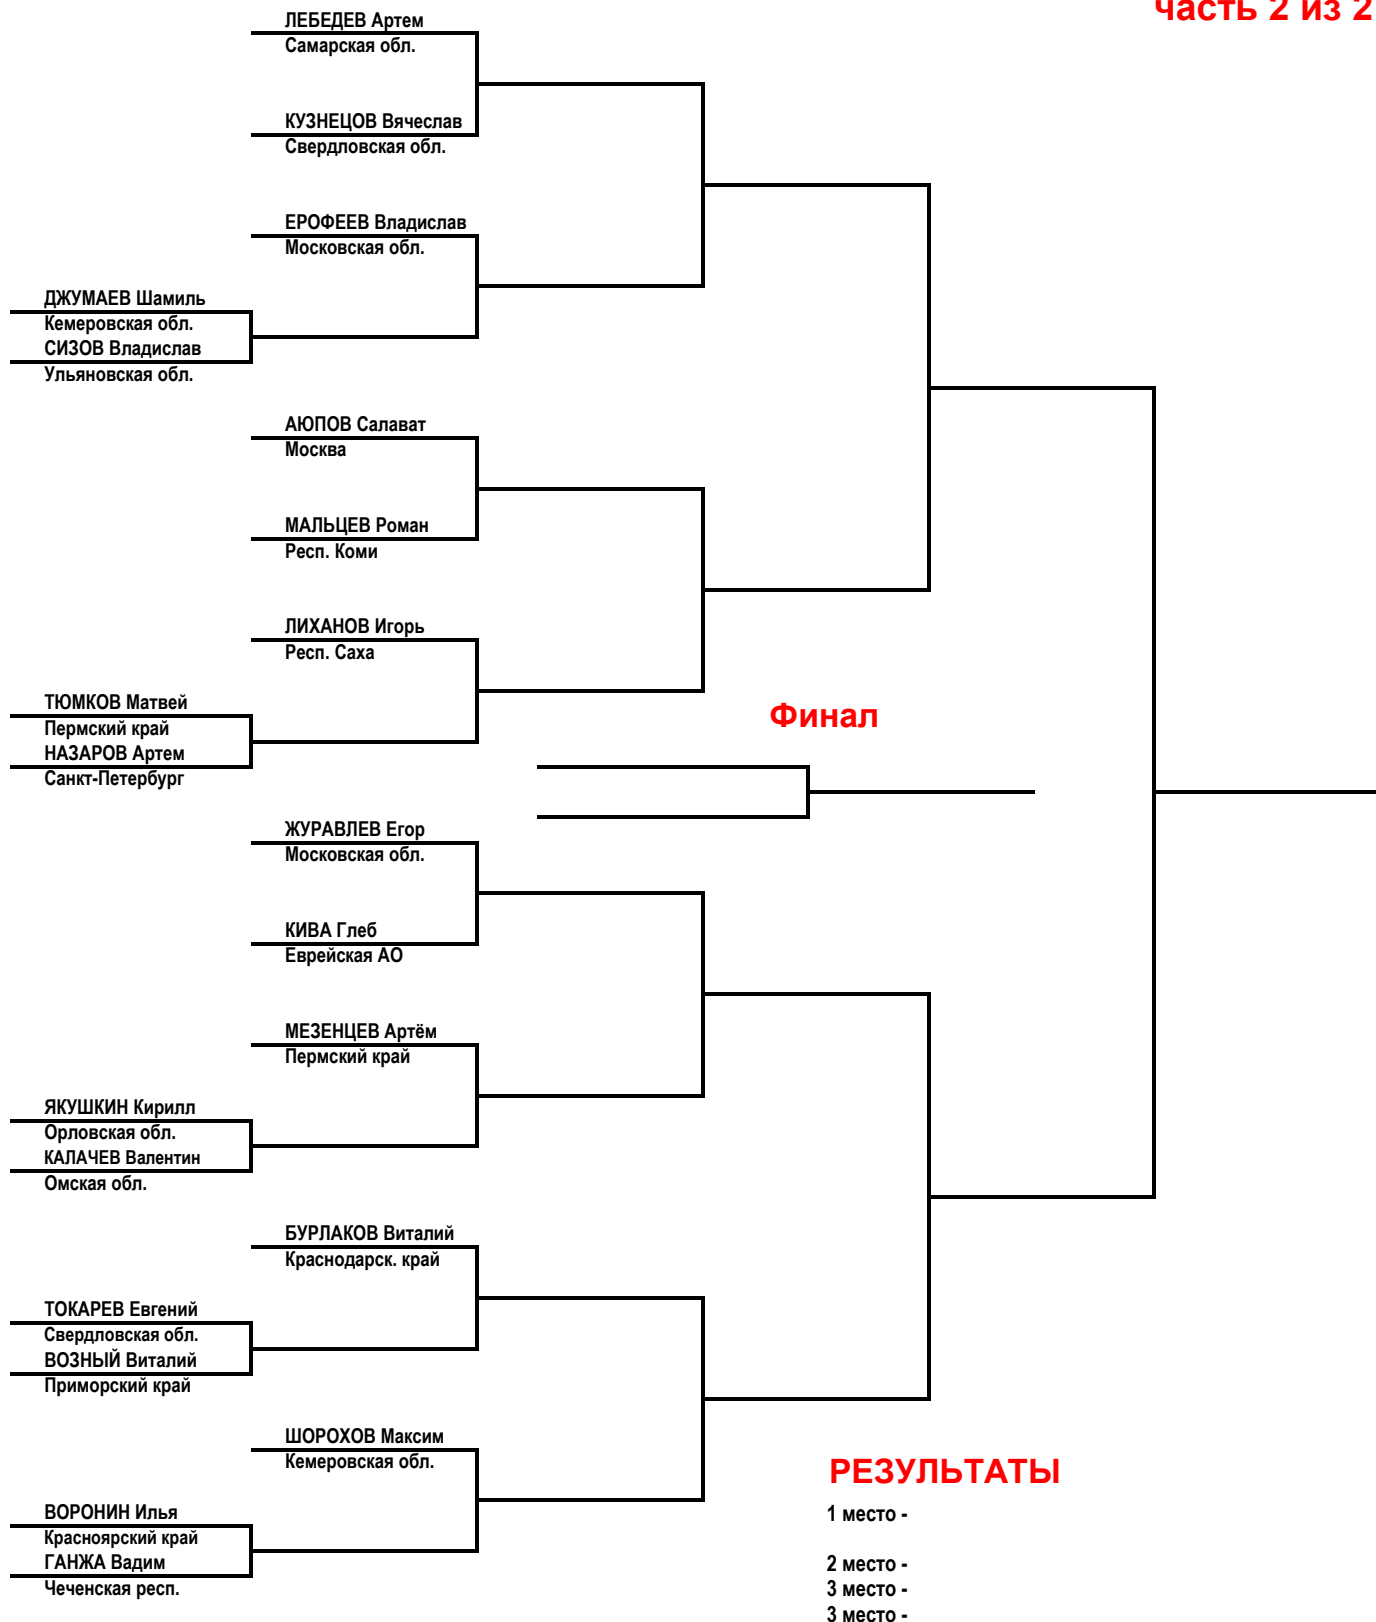 часть 2 из 2
ЛЕБЕДЕВ Артем
Самарская обл.
КУЗНЕЦОВ Вячеслав
Свердловская обл.
ЕРОФЕЕВ Владислав
Московская обл.
ДЖУМАЕВ Шамиль
Кемеровская обл.
СИЗОВ Владислав
Ульяновская обл.
АЮПОВ Салават
Москва
МАЛЬЦЕВ Роман
Респ. Коми
ЛИХАНОВ Игорь
Респ. Саха
ТЮМКОВ Матвей
Пермский край
НАЗАРОВ Артем
Санкт-Петербург
Финал
ЖУРАВЛЕВ Егор
Московская обл.
КИВА Глеб
Еврейская АО
МЕЗЕНЦЕВ Артём
Пермский край
ЯКУШКИН Кирилл
Орловская обл.
КАЛАЧЕВ Валентин
Омская обл.
БУРЛАКОВ Виталий
Краснодарск. край
ТОКАРЕВ Евгений
Свердловская обл.
ВОЗНЫЙ Виталий
Приморский край
ШОРОХОВ Максим
Кемеровская обл.
ВОРОНИН Илья
Красноярский край
ГАНЖА Вадим
Чеченская респ.
РЕЗУЛЬТАТЫ
1 место -
2 место -
3 место -
3 место -